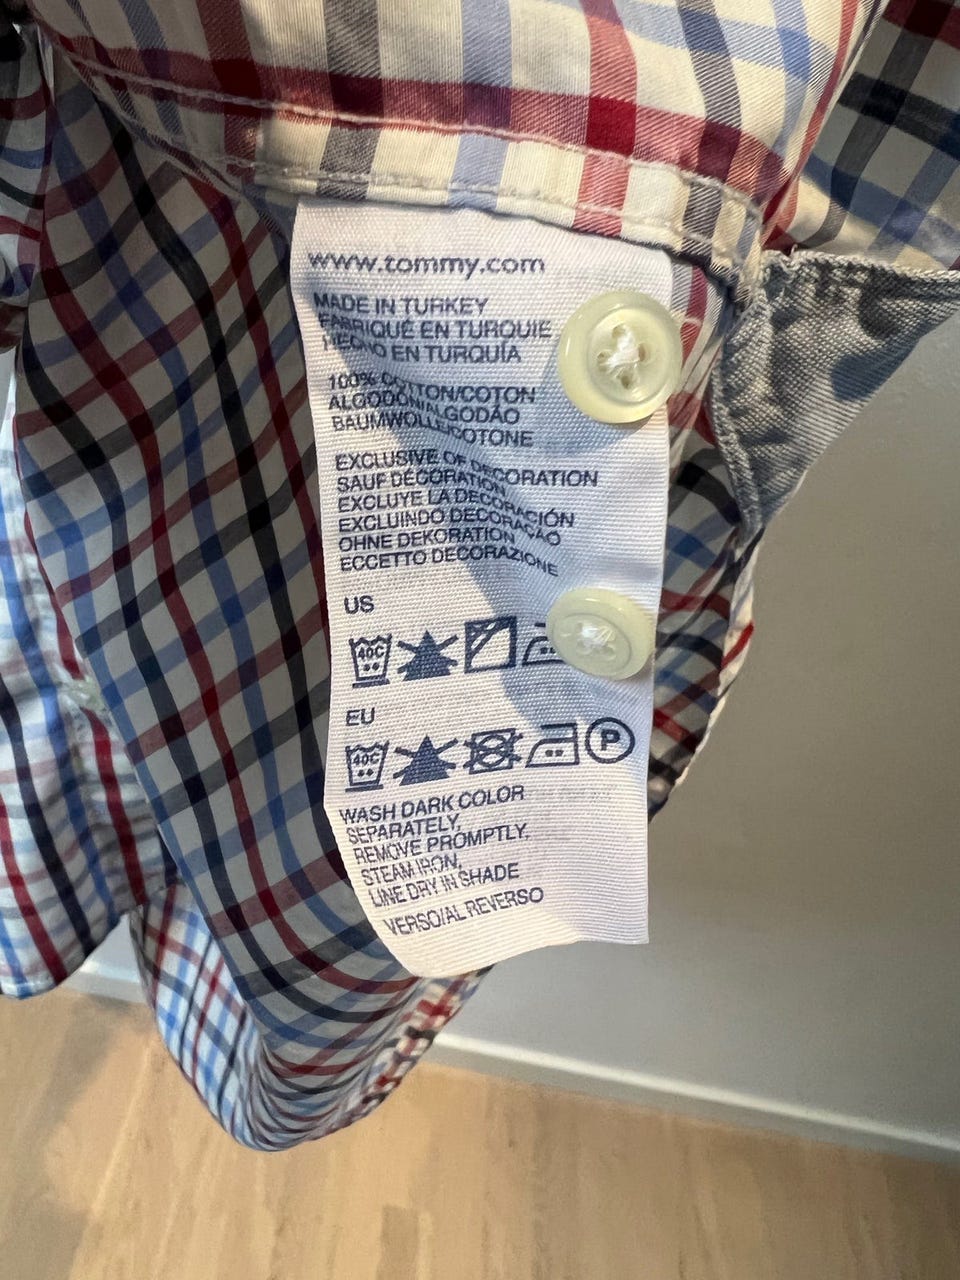 www.tommy.com
MADE IN TURKEY
FABRIQUÉ EN TURQUIE
HECHO EN TURQUÍA
100% COTTON/COTON
ALGODÓN/ALGODÃO
BAUMWOLLE/COTONE
EXCLUSIVE OF DECORATION
SAUF DÉCORATION
EXCLUYE LA DECORACIÓN
EXCLUINDO DECORAÇÃO
OHNE DEKORATION
ECCETTO DECORAZIONE
US
40C
EU
40C P
WASH DARK COLOR
SEPARATELY,
REMOVE PROMPTLY,
STEAM IRON,
LINE DRY IN SHADE
VERSO/AL REVERSO